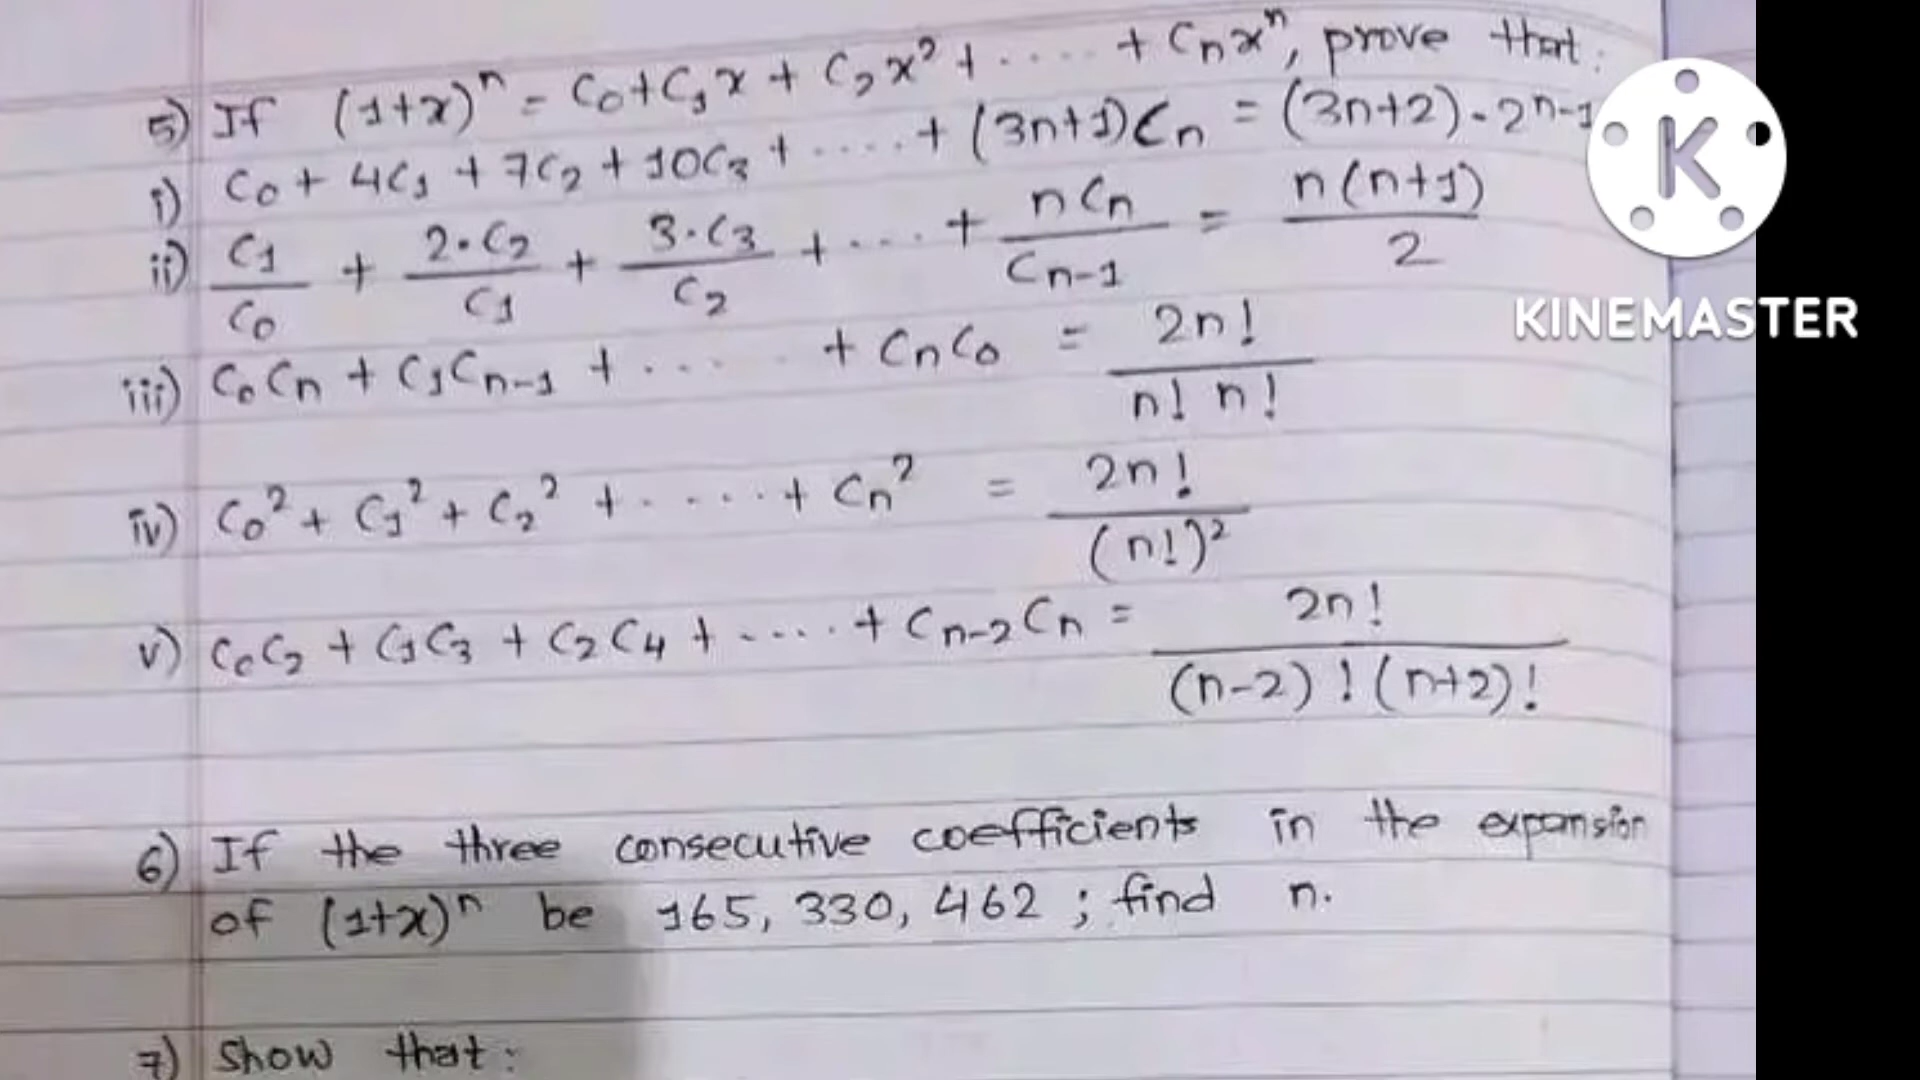 5) If (1+x)ⁿ = C₀+C₁x + C₂x² + ..... + Cₙxⁿ, prove that:
i) C₀ + 4C₁ + 7C₂ + 10C₃ + ..... + (3n+1)Cₙ = (3n+2)·2ⁿ⁻¹
ii) C₁/C₀ + 2·C₂/C₁ + 3·C₃/C₂ + ..... + nCₙ/Cₙ₋₁ = n(n+1)/2
iii) C₀Cₙ + C₁Cₙ₋₁ + ..... + CₙC₀ = 2n!/n! n!
iv) C₀² + C₁² + C₂² + ..... + Cₙ² = 2n!/(n!)²
v) C₀C₂ + C₁C₃ + C₂C₄ + ..... + Cₙ₋₂Cₙ = 2n!/(n-2)!(n+2)!
6) If the three consecutive coefficients in the expansion
of (1+x)ⁿ be 165, 330, 462 ; find n.
7) Show that:
K
KINEMASTER